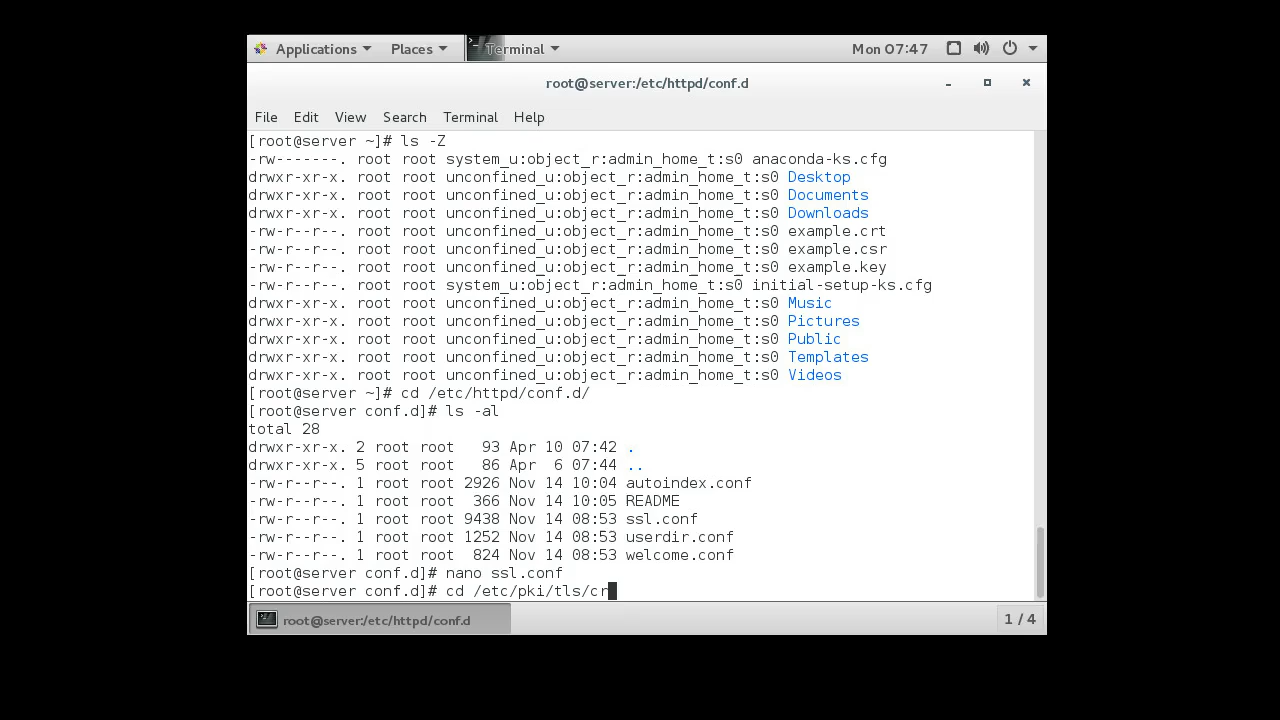 Applications Places Terminal Mon 07:47
root@server:/etc/httpd/conf.d
File Edit View Search Terminal Help
[root@server ~]# ls -Z
-rw-------. root root system_u:object_r:admin_home_t:s0 anaconda-ks.cfg
drwxr-xr-x. root root unconfined_u:object_r:admin_home_t:s0 Desktop
drwxr-xr-x. root root unconfined_u:object_r:admin_home_t:s0 Documents
drwxr-xr-x. root root unconfined_u:object_r:admin_home_t:s0 Downloads
-rw-r--r--. root root unconfined_u:object_r:admin_home_t:s0 example.crt
-rw-r--r--. root root unconfined_u:object_r:admin_home_t:s0 example.csr
-rw-r--r--. root root unconfined_u:object_r:admin_home_t:s0 example.key
-rw-r--r--. root root system_u:object_r:admin_home_t:s0 initial-setup-ks.cfg
drwxr-xr-x. root root unconfined_u:object_r:admin_home_t:s0 Music
drwxr-xr-x. root root unconfined_u:object_r:admin_home_t:s0 Pictures
drwxr-xr-x. root root unconfined_u:object_r:admin_home_t:s0 Public
drwxr-xr-x. root root unconfined_u:object_r:admin_home_t:s0 Templates
drwxr-xr-x. root root unconfined_u:object_r:admin_home_t:s0 Videos
[root@server ~]# cd /etc/httpd/conf.d/
[root@server conf.d]# ls -al
total 28
drwxr-xr-x. 2 root root   93 Apr 10 07:42 .
drwxr-xr-x. 5 root root   86 Apr  6 07:44 ..
-rw-r--r--. 1 root root 2926 Nov 14 10:04 autoindex.conf
-rw-r--r--. 1 root root  366 Nov 14 10:05 README
-rw-r--r--. 1 root root 9438 Nov 14 08:53 ssl.conf
-rw-r--r--. 1 root root 1252 Nov 14 08:53 userdir.conf
-rw-r--r--. 1 root root  824 Nov 14 08:53 welcome.conf
[root@server conf.d]# nano ssl.conf
[root@server conf.d]# cd /etc/pki/tls/cr
root@server:/etc/httpd/conf.d 1 / 4